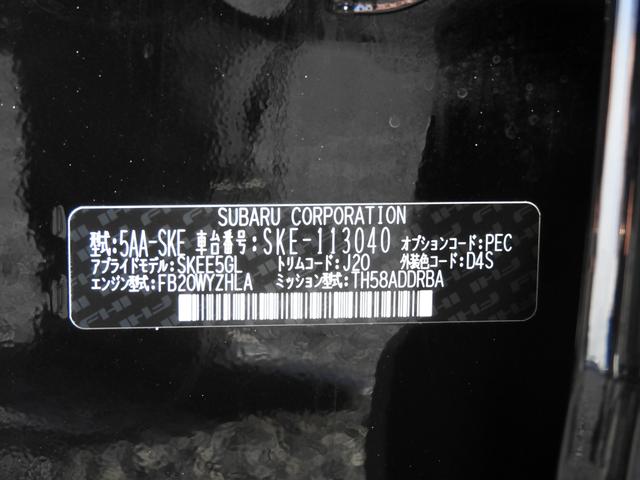 SUBARU CORPORATION
型式:5AA-SKE 車台番号:SKE-113040 オプションコード:PEC
アプライドモデル:SKEE5GL トリムコード:J20 外装色コード:D4S
エンジン型式:FB20WYZHLA ミッション型式:TH58ADDRBA